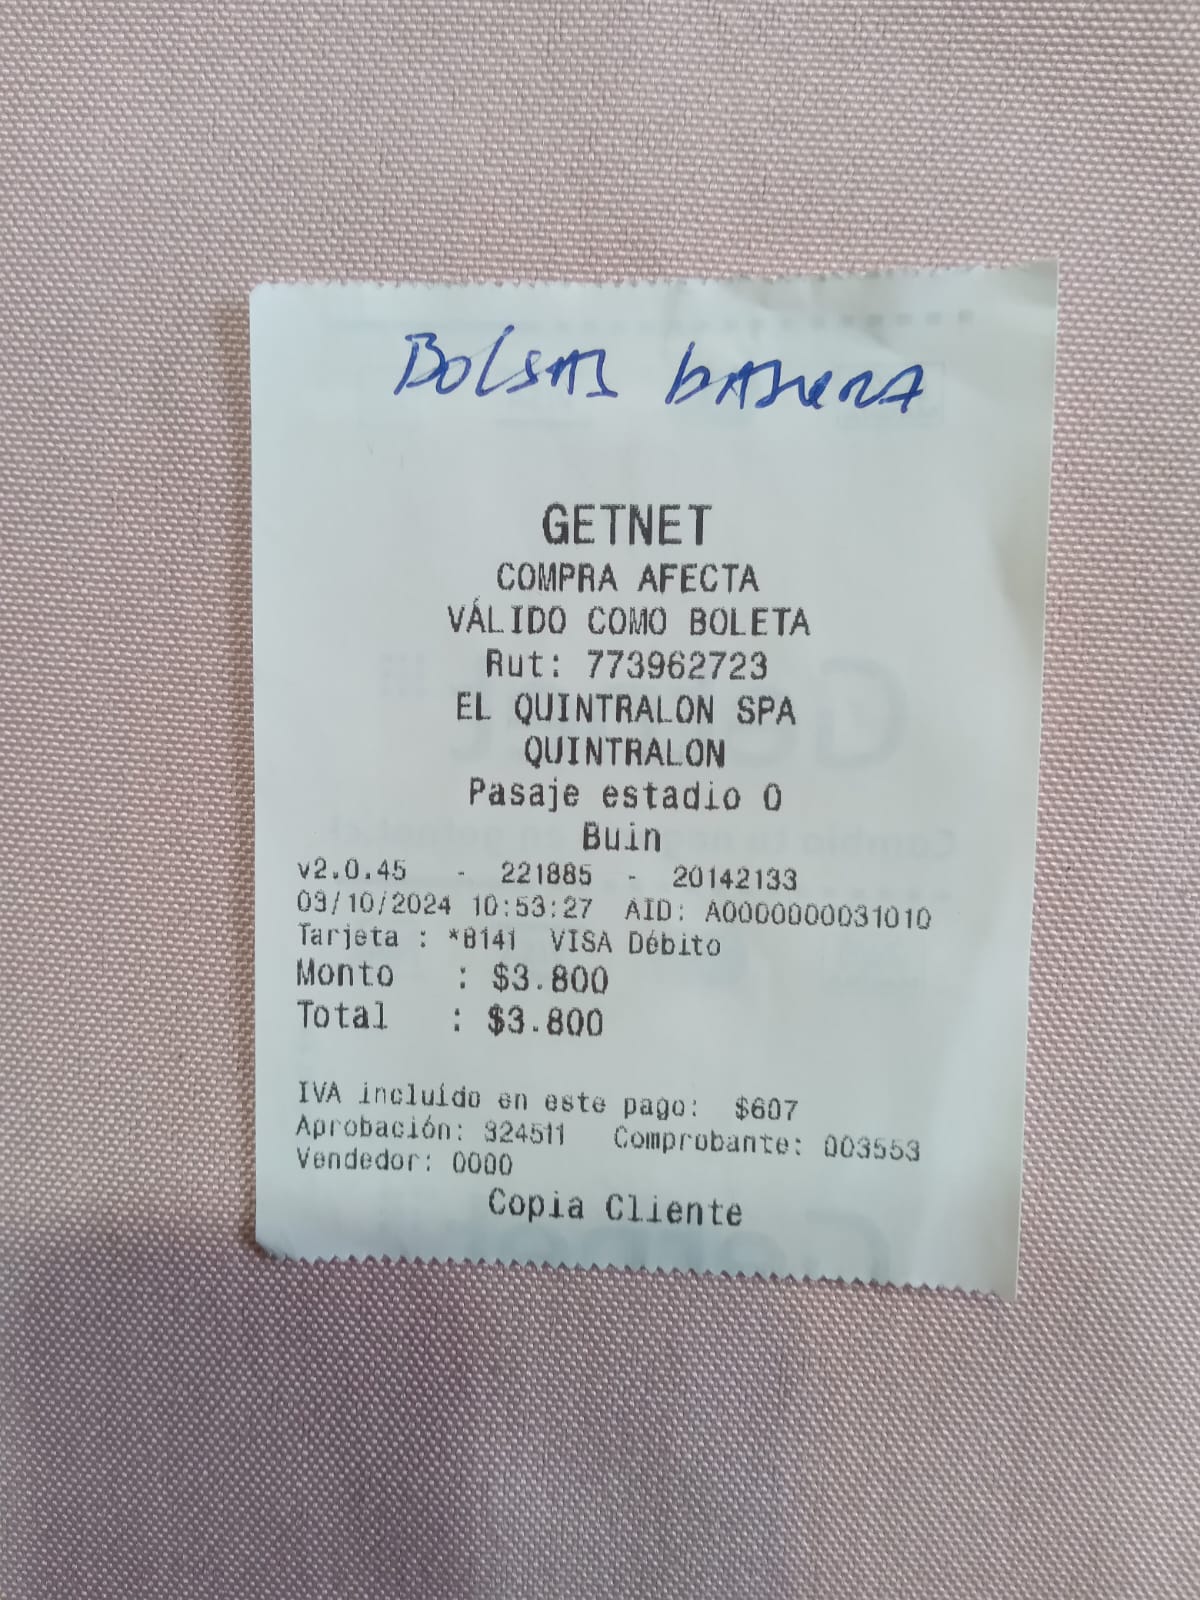 BOLSAS BASURA
GETNET
COMPRA AFECTA
VÁLIDO COMO BOLETA
Rut: 773962723
EL QUINTRALON SPA
QUINTRALON
Pasaje estadio 0
Buin
v2.0.45 - 221885 - 20142133
03/10/2024 10:53:27 AID: A0000000031010
Tarjeta : *8141 VISA Débito
Monto : $3.800
Total : $3.800
IVA incluído en este pago: $607
Aprobación: 324511 Comprobante: 003553
Vendedor: 0000
Copia Cliente